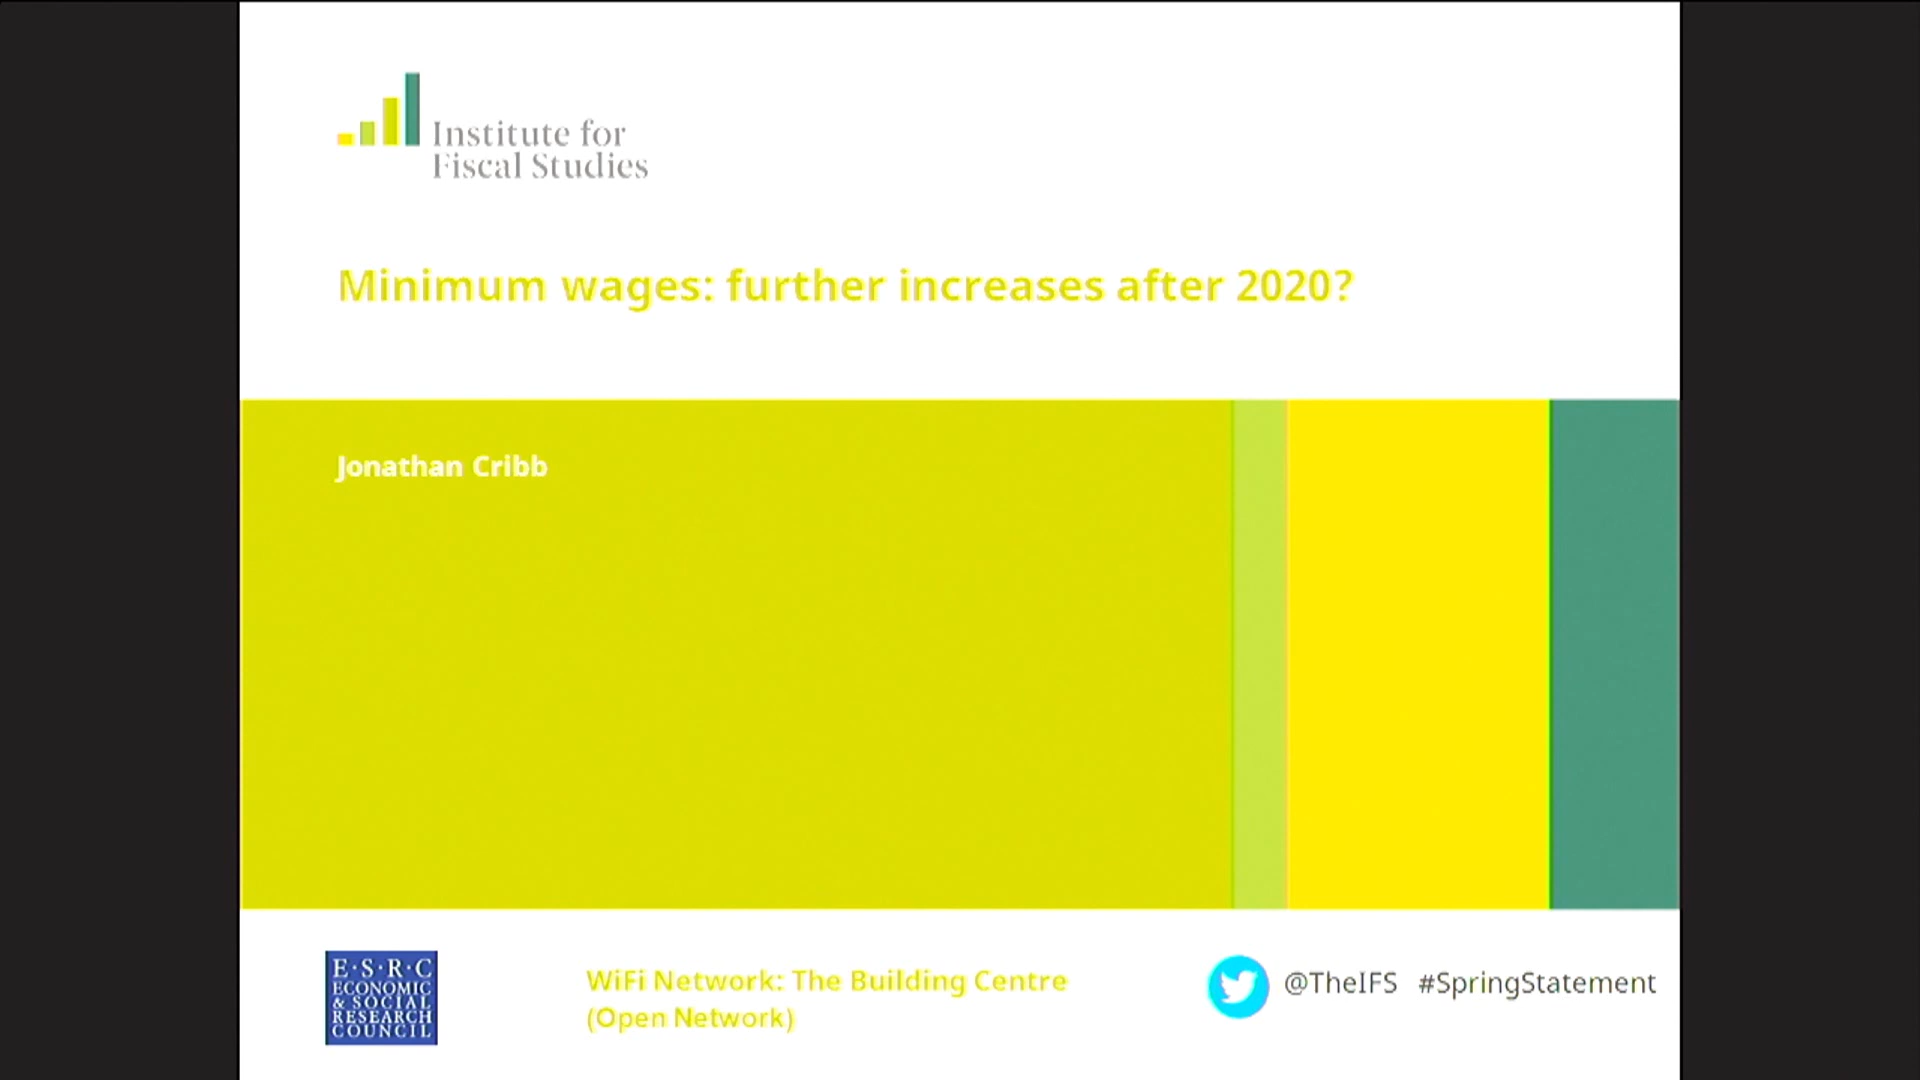 Institute for
Fiscal Studies
Minimum wages: further increases after 2020?
Jonathan Cribb
E·S·R·C
ECONOMIC
& SOCIAL
RESEARCH
COUNCIL
WiFi Network: The Building Centre
(Open Network)
@TheIFS #SpringStatement